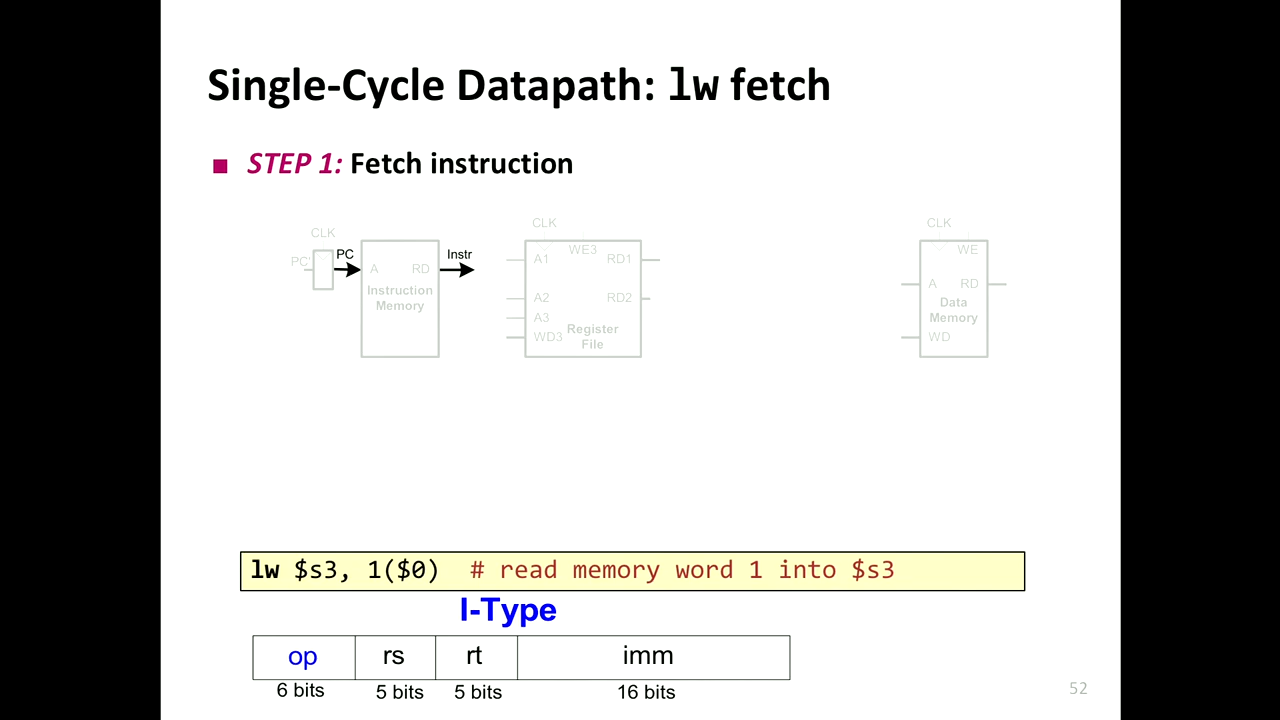 Single-Cycle Datapath: lw fetch
■ STEP 1: Fetch instruction
CLK
PC'
PC
A RD
Instruction
Memory
Instr
CLK
WE3
A1 RD1
A2 RD2
A3
WD3
Register
File
CLK
WE
A RD
Data
Memory
WD
lw $s3, 1($0) # read memory word 1 into $s3
I-Type
op rs rt imm
6 bits 5 bits 5 bits 16 bits
52